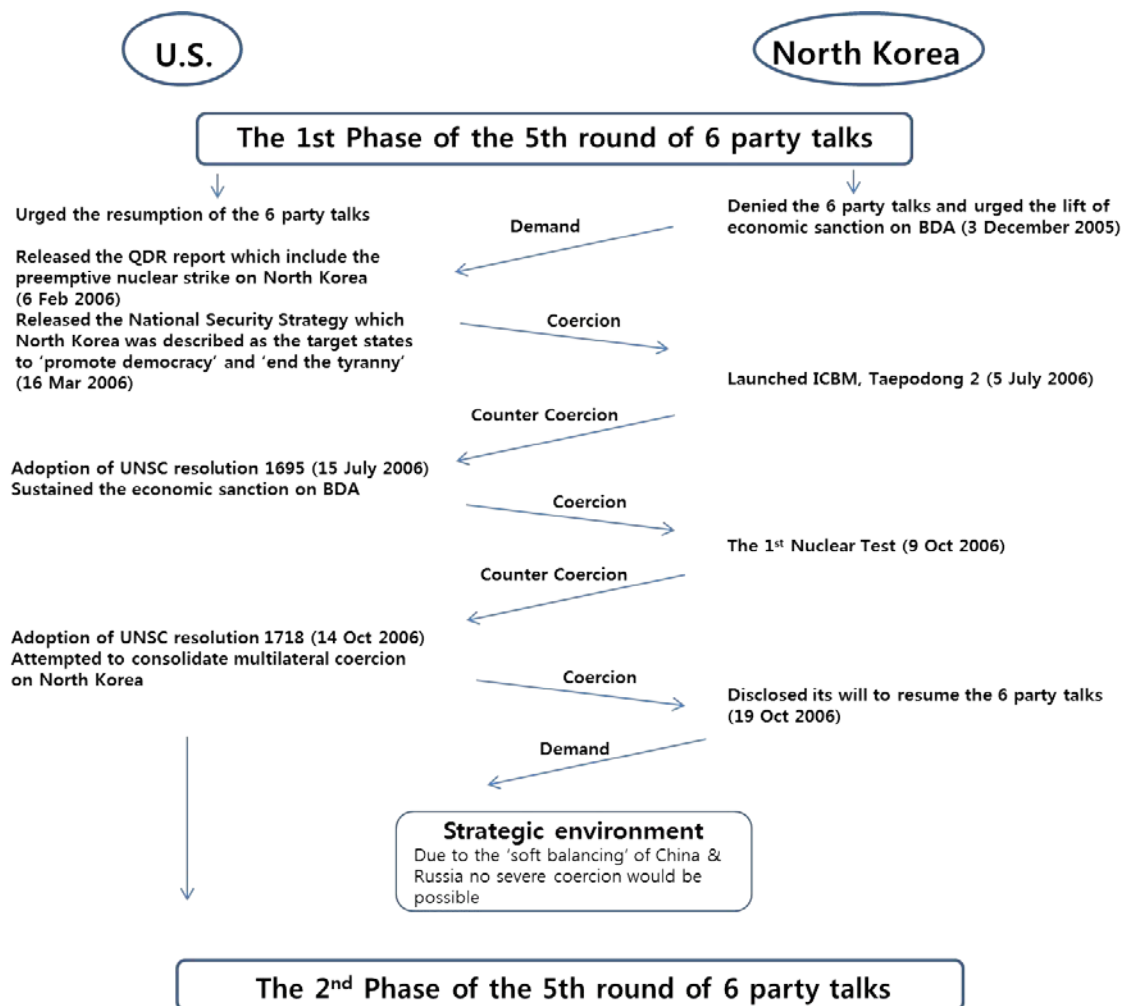 U.S.
North Korea
The 1st Phase of the 5th round of 6 party talks
Urged the resumption of the 6 party talks
Denied the 6 party talks and urged the lift of
economic sanction on BDA (3 December 2005)
Demand
Released the QDR report which include the
preemptive nuclear strike on North Korea
(6 Feb 2006)
Released the National Security Strategy which
North Korea was described as the target states
to ‘promote democracy’ and ‘end the tyranny’
(16 Mar 2006)
Coercion
Launched ICBM, Taepodong 2 (5 July 2006)
Counter Coercion
Adoption of UNSC resolution 1695 (15 July 2006)
Sustained the economic sanction on BDA
Coercion
The 1st Nuclear Test (9 Oct 2006)
Counter Coercion
Adoption of UNSC resolution 1718 (14 Oct 2006)
Attempted to consolidate multilateral coercion
on North Korea
Coercion
Disclosed its will to resume the 6 party talks
(19 Oct 2006)
Demand
Strategic environment
Due to the ‘soft balancing’ of China &
Russia no severe coercion would be
possible
The 2nd Phase of the 5th round of 6 party talks